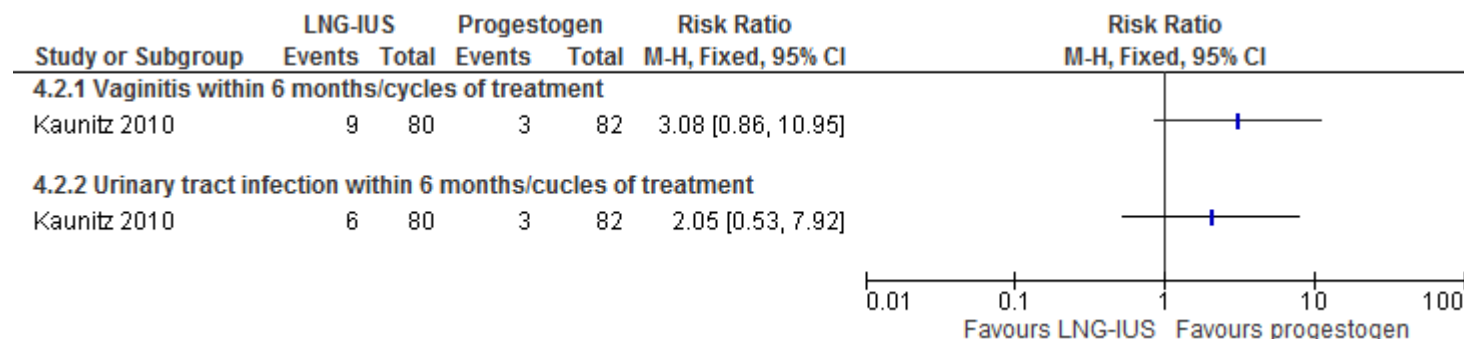 LNG-IUS Progestogen Risk Ratio Risk Ratio
Study or Subgroup Events Total Events Total M-H, Fixed, 95% CI M-H, Fixed, 95% CI
4.2.1 Vaginitis within 6 months/cycles of treatment
Kaunitz 2010 9 80 3 82 3.08 [0.86, 10.95]
4.2.2 Urinary tract infection within 6 months/cucles of treatment
Kaunitz 2010 6 80 3 82 2.05 [0.53, 7.92]
0.01 0.1 1 10 100
Favours LNG-IUS Favours progestogen